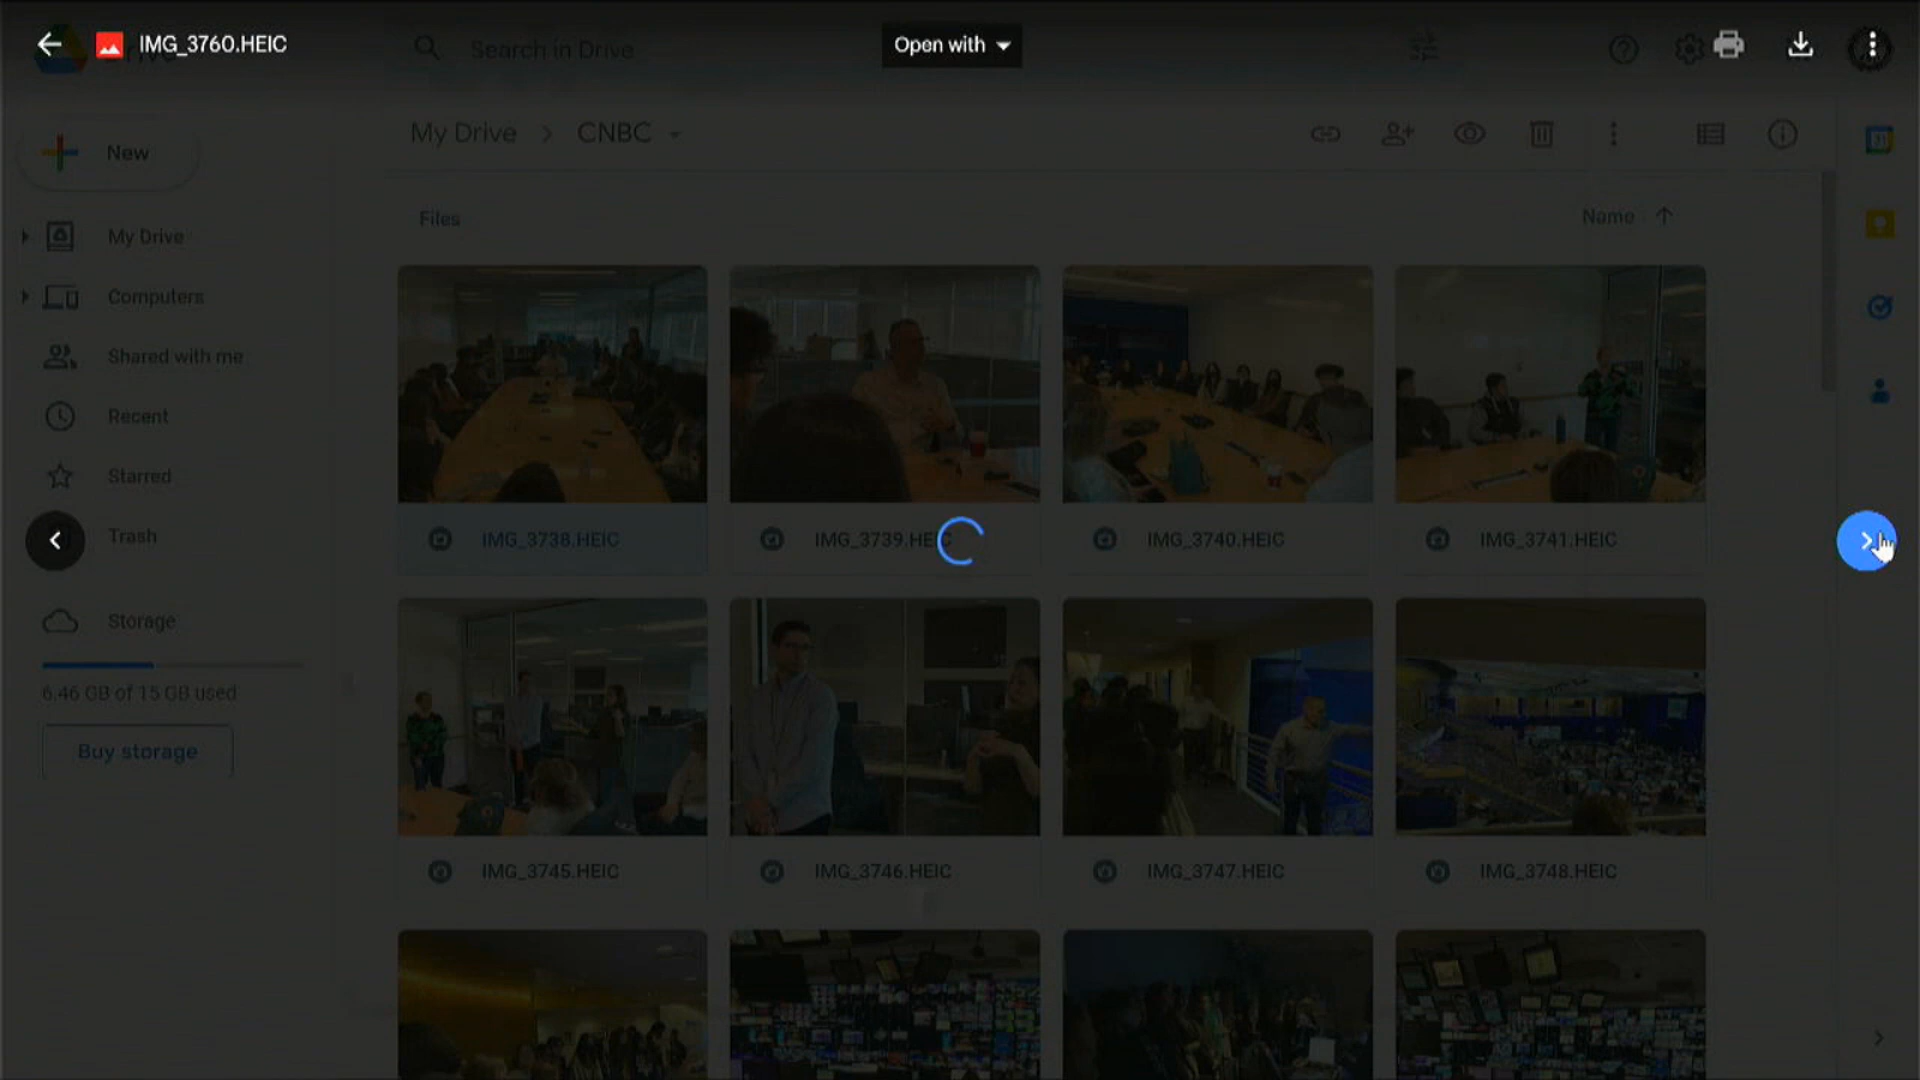 IMG_3760.HEIC
Search in Drive
Open with
My Drive
CNBC
New
Files
Name
My Drive
Computers
Shared with me
Recent
Starred
Trash
Storage
6.46 GB of 15 GB used
Buy storage
IMG_3738.HEIC
IMG_3739.HEIC
IMG_3740.HEIC
IMG_3741.HEIC
IMG_3745.HEIC
IMG_3746.HEIC
IMG_3747.HEIC
IMG_3748.HEIC